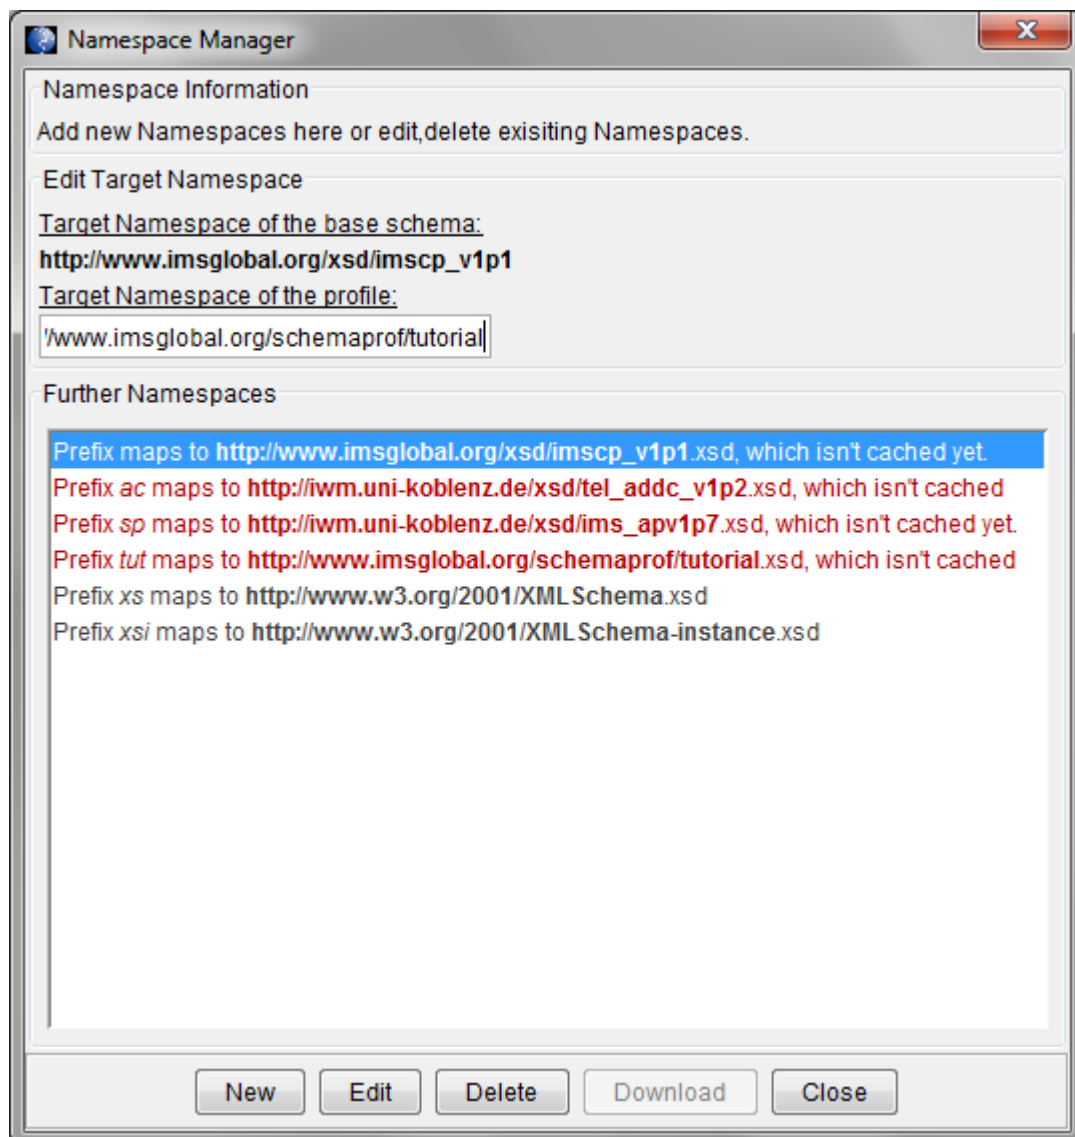 Namespace Manager
Namespace Information
Add new Namespaces here or edit,delete exisiting Namespaces.
Edit Target Namespace
Target Namespace of the base schema:
http://www.imsglobal.org/xsd/imscp_v1p1
Target Namespace of the profile:
'/www.imsglobal.org/schemaprof/tutorial
Further Namespaces
Prefix maps to http://www.imsglobal.org/xsd/imscp_v1p1.xsd, which isn't cached yet.
Prefix ac maps to http://iwm.uni-koblenz.de/xsd/tel_addc_v1p2.xsd, which isn't cached
Prefix sp maps to http://iwm.uni-koblenz.de/xsd/ims_apv1p7.xsd, which isn't cached yet.
Prefix tut maps to http://www.imsglobal.org/schemaprof/tutorial.xsd, which isn't cached
Prefix xs maps to http://www.w3.org/2001/XMLSchema.xsd
Prefix xsi maps to http://www.w3.org/2001/XMLSchema-instance.xsd
New Edit Delete Download Close